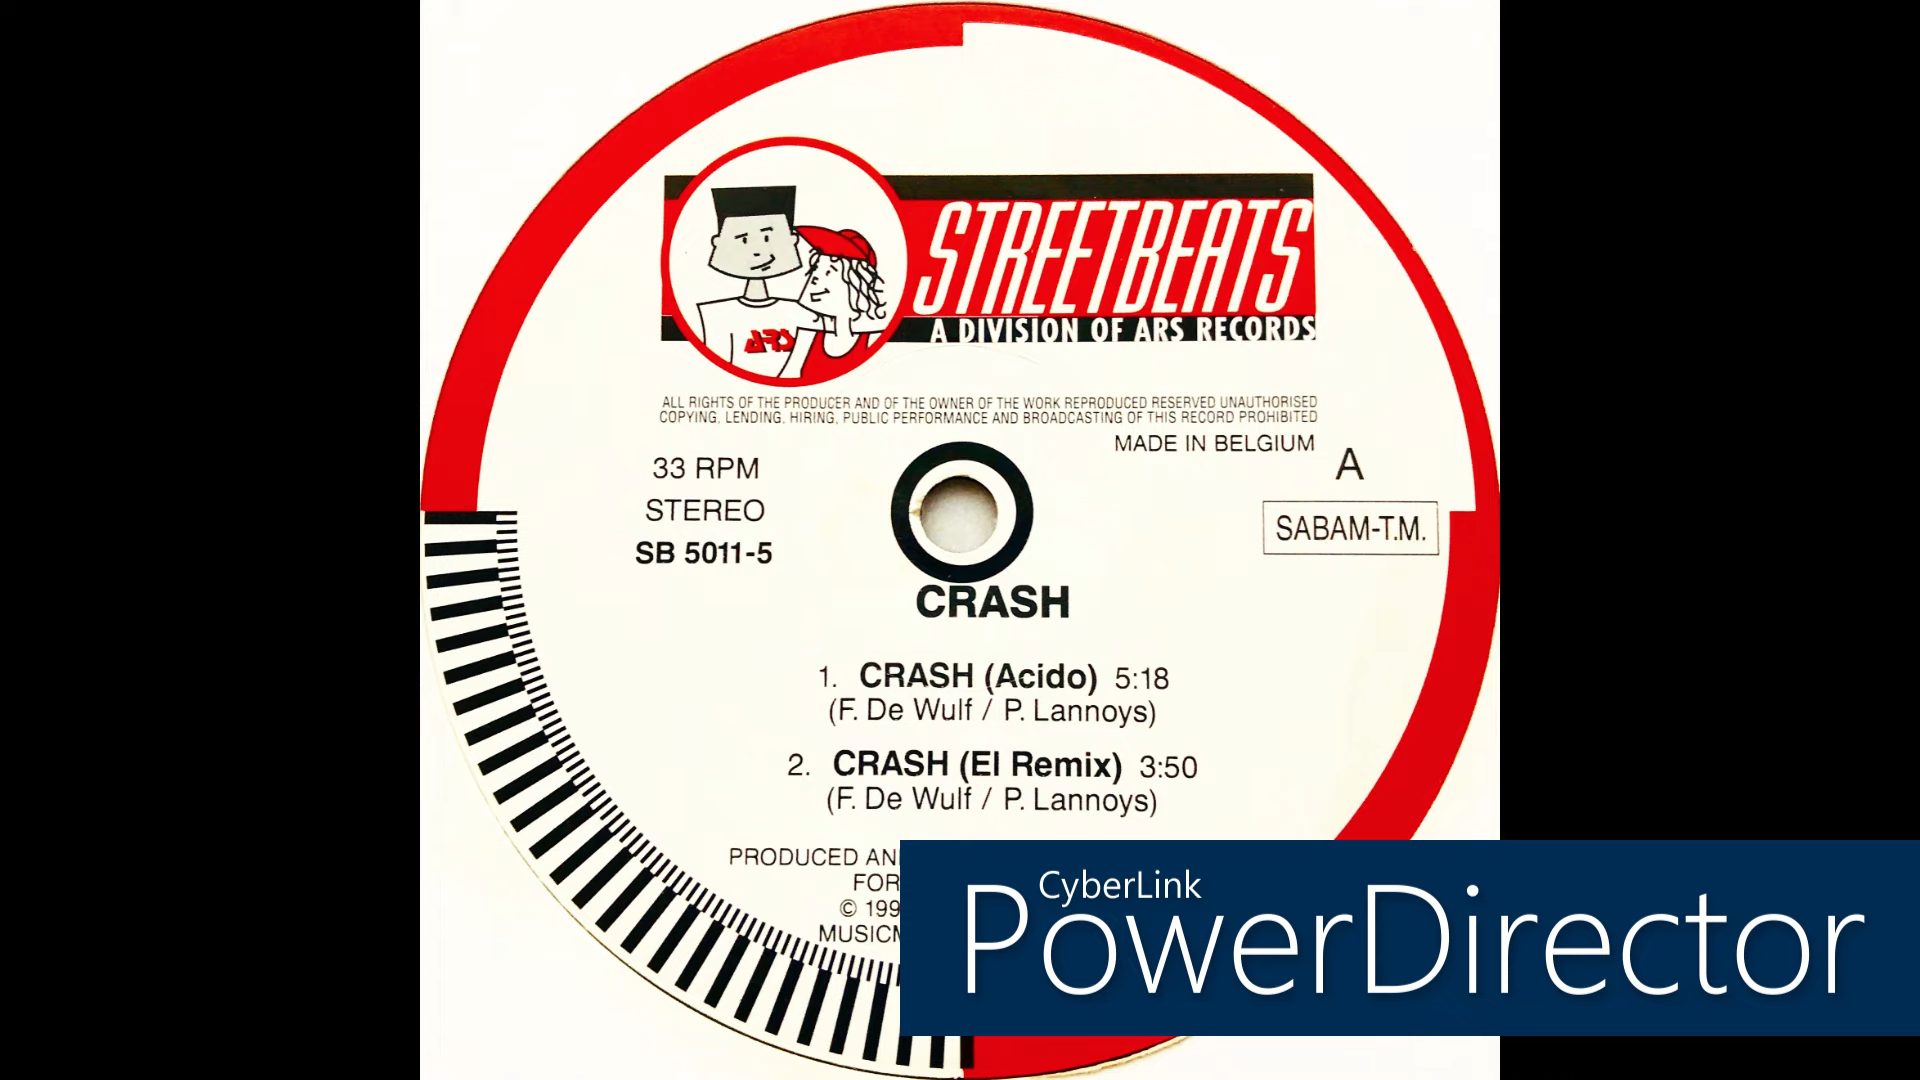 STREETBEATS
A DIVISION OF ARS RECORDS
ARS
ALL RIGHTS OF THE PRODUCER AND OF THE OWNER OF THE WORK REPRODUCED RESERVED UNAUTHORISED
COPYING, LENDING, HIRING, PUBLIC PERFORMANCE AND BROADCASTING OF THIS RECORD PROHIBITED
MADE IN BELGIUM
33 RPM
STEREO
SB 5011-5
A
SABAM-T.M.
CRASH
1. CRASH (Acido) 5:18
(F. De Wulf / P. Lannoys)
2. CRASH (El Remix) 3:50
(F. De Wulf / P. Lannoys)
PRODUCED
FOR
©
CyberLink
PowerDirector